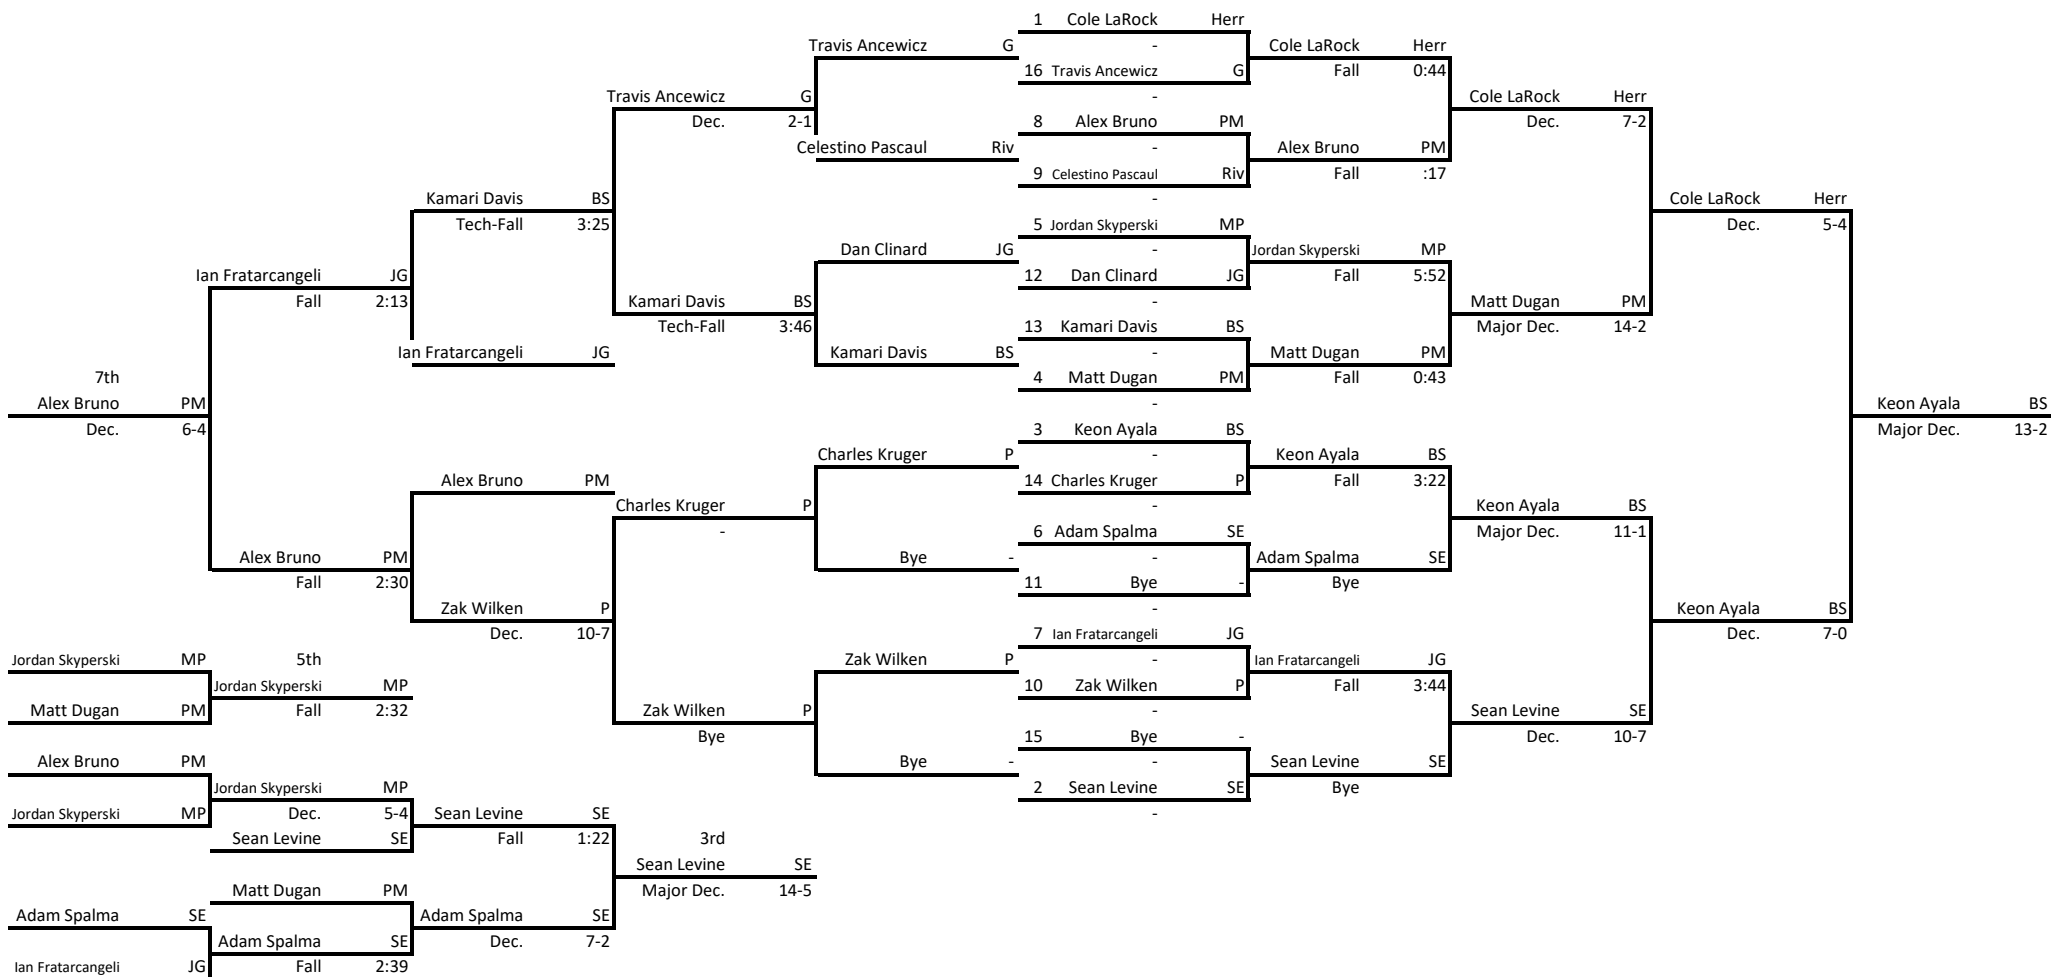 1 Cole LaRock Herr
Travis Ancewicz G - Cole LaRock Herr
16 Travis Ancewicz G Fall 0:44
Travis Ancewicz G - Cole LaRock Herr
Dec. 2-1 8 Alex Bruno PM Dec. 7-2
Celestino Pascaul Riv - Alex Bruno PM
9 Celestino Pascaul Riv Fall :17
Kamari Davis BS - Cole LaRock Herr
Tech-Fall 3:25 5 Jordan Skyperski MP Dec. 5-4
Dan Clinard JG - Jordan Skyperski MP
Ian Fratarcangeli JG 12 Dan Clinard JG Fall 5:52
Fall 2:13 Kamari Davis BS - Matt Dugan PM
Tech-Fall 3:46 13 Kamari Davis BS Major Dec. 14-2
Ian Fratarcangeli JG Kamari Davis BS - Matt Dugan PM
7th 4 Matt Dugan PM Fall 0:43
Alex Bruno PM - Keon Ayala BS
Dec. 6-4 3 Keon Ayala BS Major Dec. 13-2
Charles Kruger P - Keon Ayala BS
Alex Bruno PM 14 Charles Kruger P Fall 3:22
Charles Kruger P - Keon Ayala BS
- 6 Adam Spalma SE Major Dec. 11-1
Alex Bruno PM Bye - - Adam Spalma SE
Fall 2:30 11 Bye - Bye
Zak Wilken P - Keon Ayala BS
Dec. 10-7 7 Ian Fratarcangeli JG Dec. 7-0
Jordan Skyperski MP 5th Zak Wilken P - Ian Fratarcangeli JG
Jordan Skyperski MP 10 Zak Wilken P Fall 3:44
Matt Dugan PM Fall 2:32 Zak Wilken P - Sean Levine SE
Bye 15 Bye - Dec. 10-7
Alex Bruno PM Bye - - Sean Levine SE
Jordan Skyperski MP 2 Sean Levine SE Bye
Jordan Skyperski MP Dec. 5-4 Sean Levine SE -
Sean Levine SE Fall 1:22 3rd
Sean Levine SE
Matt Dugan PM Major Dec. 14-5
Adam Spalma SE Adam Spalma SE
Adam Spalma SE Dec. 7-2
Ian Fratarcangeli JG Fall 2:39